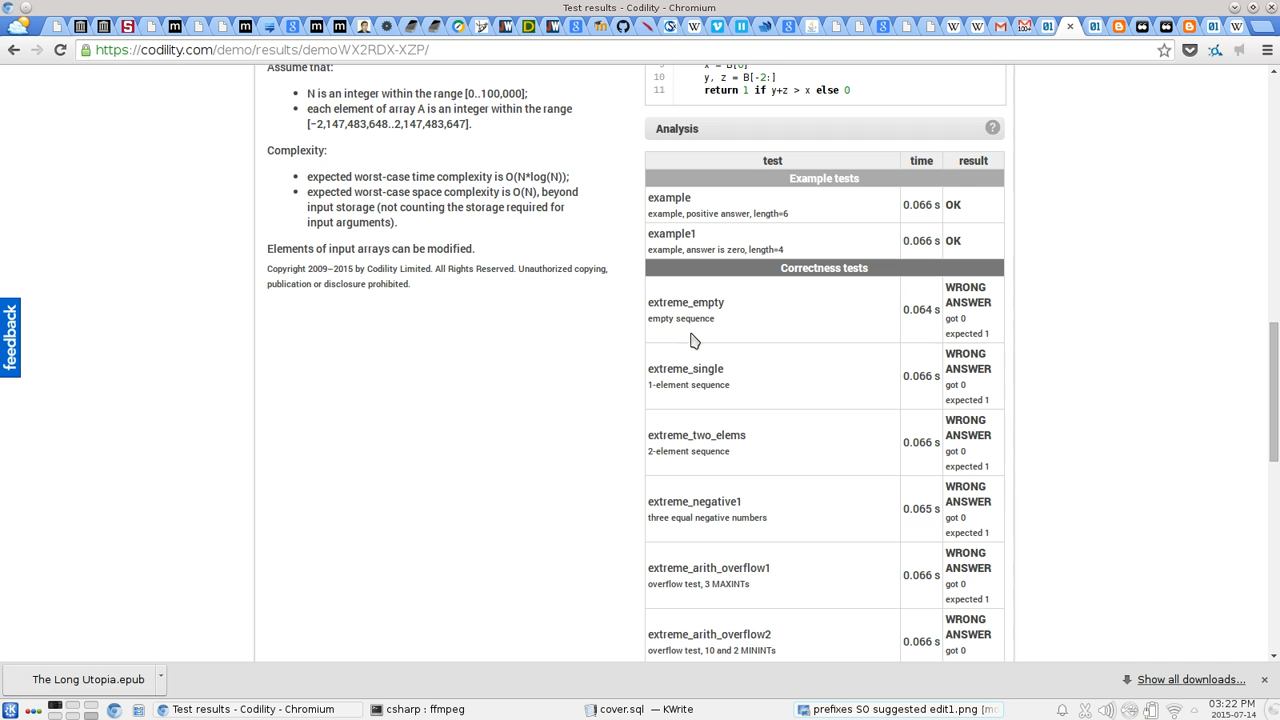 Test results - Codility - Chromium
https://codility.com/demo/results/demoWX2RDX-XZP/
Assume that:
N is an integer within the range [0..100,000];
each element of array A is an integer within the range
[−2,147,483,648..2,147,483,647].
Complexity:
expected worst-case time complexity is O(N*log(N));
expected worst-case space complexity is O(N), beyond
input storage (not counting the storage required for
input arguments).
Elements of input arrays can be modified.
Copyright 2009–2015 by Codility Limited. All Rights Reserved. Unauthorized copying,
publication or disclosure prohibited.
feedback
10 y, z = B[-2:]
11 return 1 if y+z > x else 0
Analysis ?
test time result
Example tests
example
example, positive answer, length=6
0.066 s OK
example1
example, answer is zero, length=4
0.066 s OK
Correctness tests
extreme_empty
empty sequence
0.064 s
WRONG
ANSWER
got 0
expected 1
extreme_single
1-element sequence
0.066 s
WRONG
ANSWER
got 0
expected 1
extreme_two_elems
2-element sequence
0.066 s
WRONG
ANSWER
got 0
expected 1
extreme_negative1
three equal negative numbers
0.065 s
WRONG
ANSWER
got 0
expected 1
extreme_arith_overflow1
overflow test, 3 MAXINTs
0.066 s
WRONG
ANSWER
got 0
expected 1
extreme_arith_overflow2
overflow test, 10 and 2 MININTs
0.066 s
WRONG
ANSWER
got 0
The Long Utopia.epub
Show all downloads...
Test results - Codility - Chromium
csharp : ffmpeg
cover.sql — KWrite
prefixes SO suggested edit1.png
03:22 PM
2015-07-14